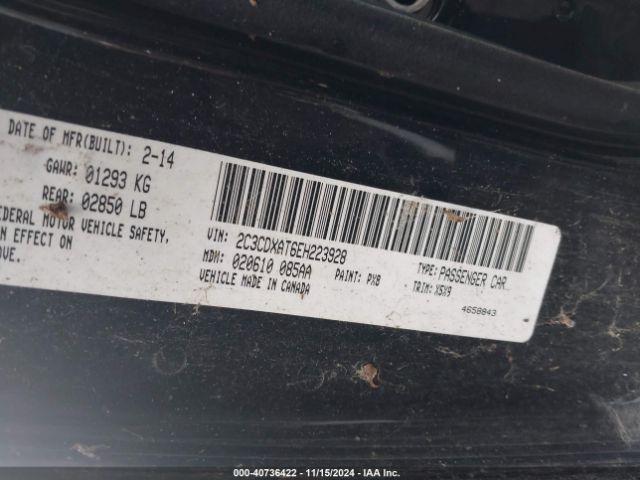 DATE OF MFR(BUILT): 2-14
GAWR: 01293 KG
REAR: 02850 LB
FEDERAL MOTOR VEHICLE SAFETY,
IN EFFECT ON
OVE.
VIN: 2C3CDXAT6EH223928
TYPE: PASSENGER CAR
MDH: 020610 085AA
PAINT: PX8
TRIM: X5X9
VEHICLE MADE IN CANADA
4658843
000-40736422 - 11/15/2024 - IAA Inc.